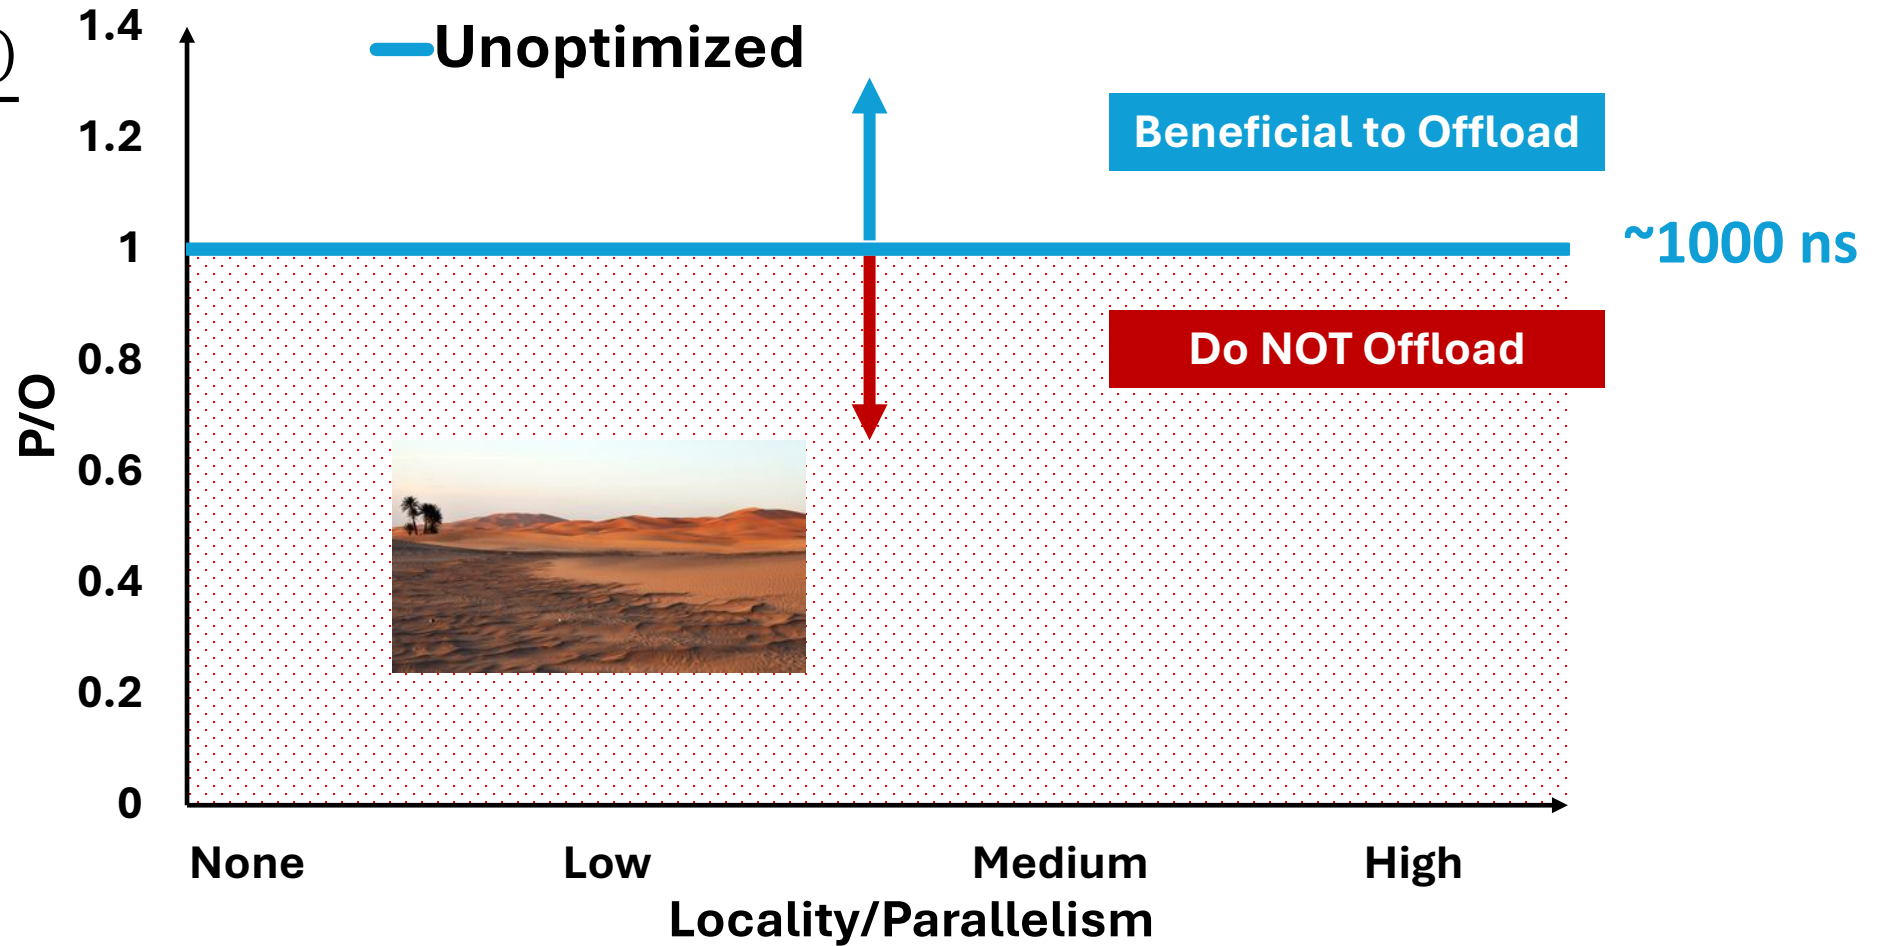 )
1.4
Unoptimized
1.2
Beneficial to Offload
1
~1000 ns
Do NOT Offload
0.8
P/O
0.6
0.4
0.2
0
None Low Medium High
Locality/Parallelism